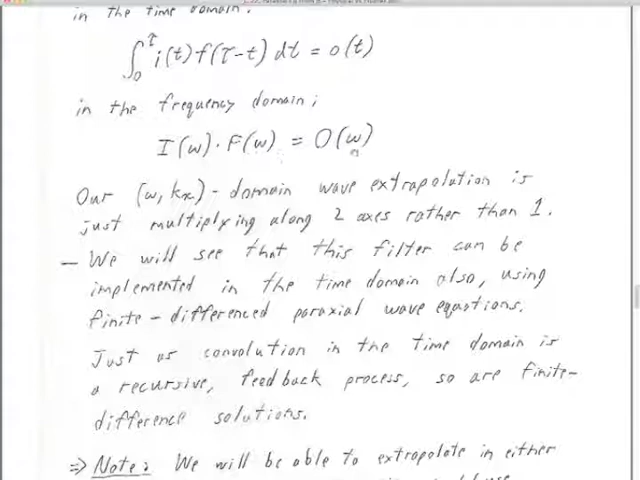 in the time domain:
∫₀^τ i(t) f(τ-t) dt = o(t)
in the frequency domain;
I(ω) · F(ω) = O(ω)
Our (ω, kx) - domain wave extrapolation is
just multiplying along 2 axes rather than 1.
- We will see that this filter can be
implemented in the time domain also, using
finite-differenced paraxial wave equations.
Just as convolution in the time domain is
a recursive, feedback process, so are finite-
difference solutions.
⇒ Note: We will be able to extrapolate in either